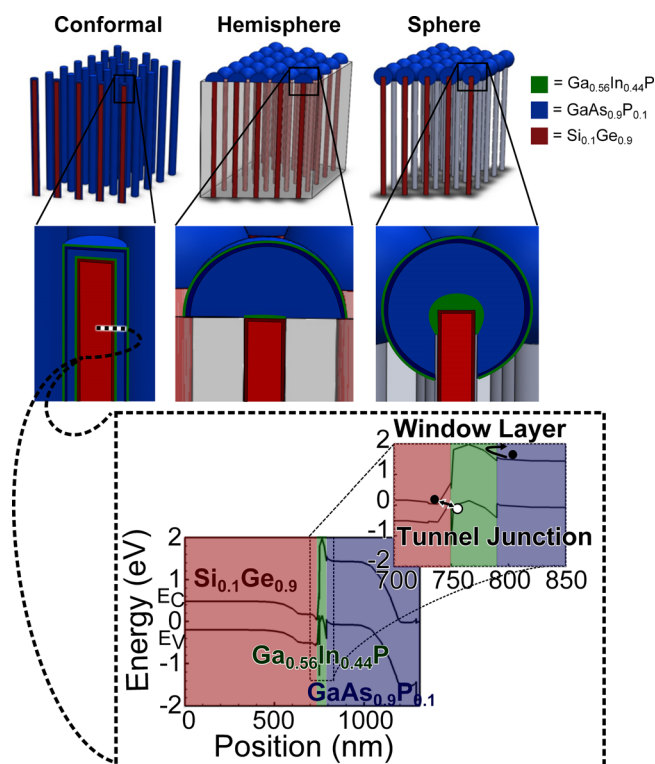 Conformal
Hemisphere
Sphere
= Ga0.56In0.44P
= GaAs0.9P0.1
= Si0.1Ge0.9
Window Layer
2
1
0
-1
-2
Tunnel Junction
700 750 800 850
Energy (eV)
2
1
0
-1
-2
EC
EV
Si0.1Ge0.9
Ga0.56In0.44P
GaAs0.9P0.1
0 500 1000
Position (nm)